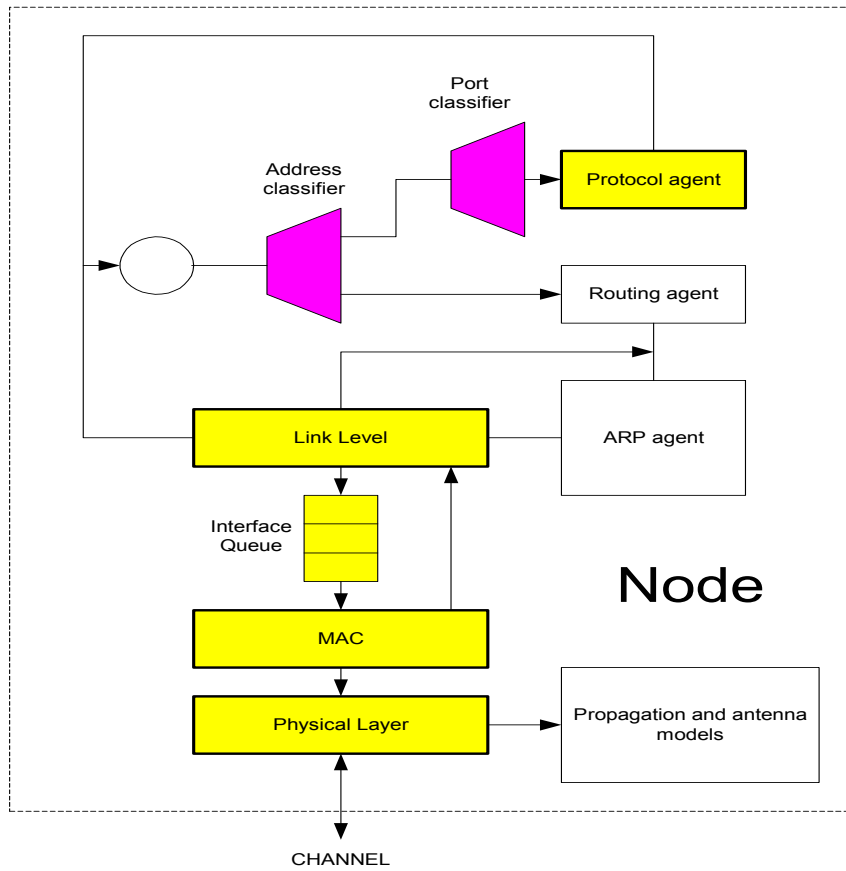 Port
classifier
Address
classifier
Protocol agent
Routing agent
Link Level
ARP agent
Interface
Queue
Node
MAC
Physical Layer
Propagation and antenna
models
CHANNEL